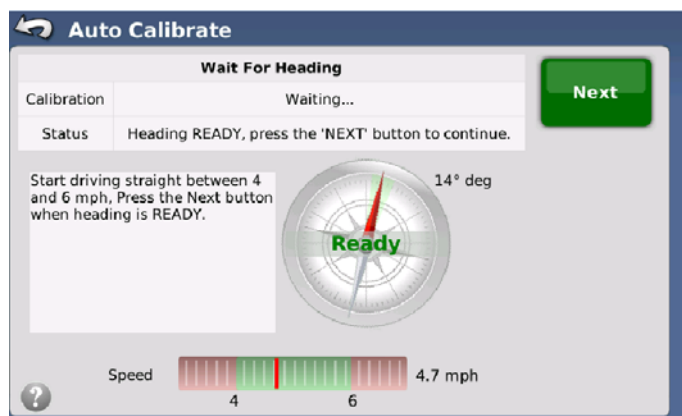 Auto Calibrate
Wait For Heading
Next
Calibration Waiting...
Status Heading READY, press the 'NEXT' button to continue.
Start driving straight between 4
and 6 mph, Press the Next button
when heading is READY.
14° deg
Ready
Speed 4.7 mph
4 6
?